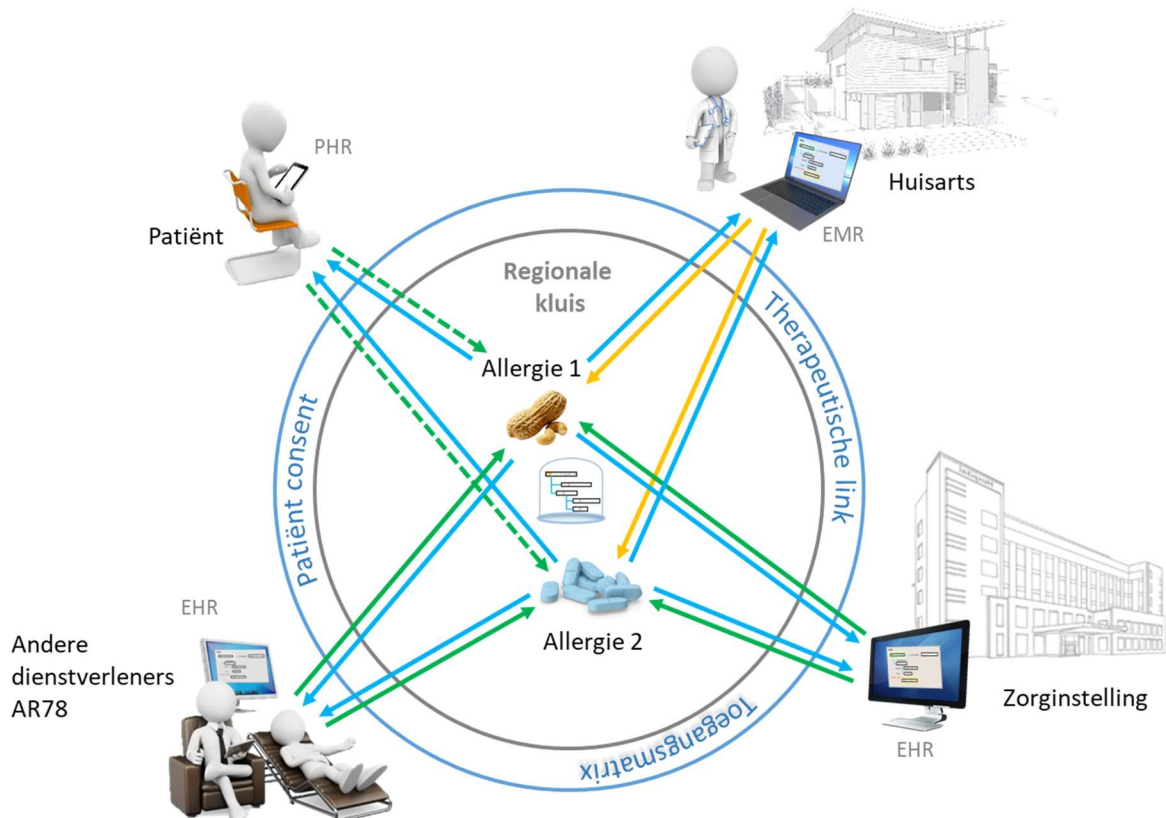 PHR
Patiënt
Huisarts
EMR
Regionale
kluis
Therapeutische link
Allergie 1
Patiënt consent
EHR
Allergie 2
Andere
dienstverleners
AR78
Zorginstelling
Toegangsmatrix
EHR